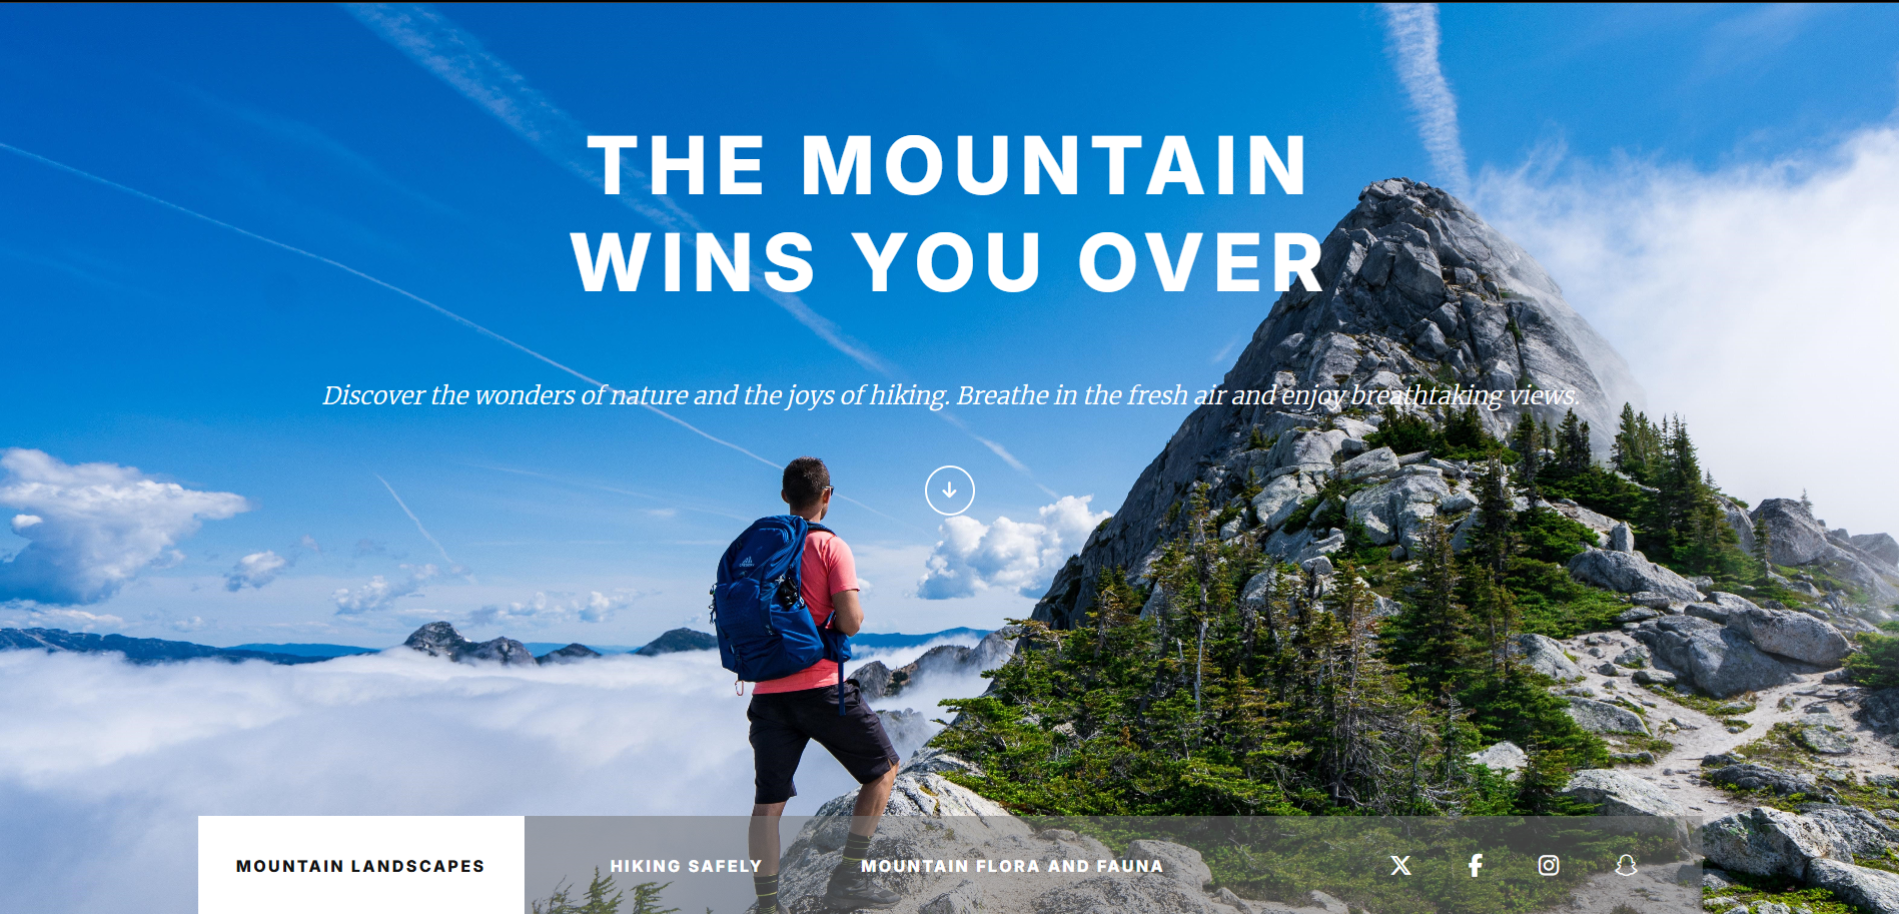 THE MOUNTAIN
WINS YOU OVER
Discover the wonders of nature and the joys of hiking. Breathe in the fresh air and enjoy breathtaking views.
MOUNTAIN LANDSCAPES
HIKING SAFELY
MOUNTAIN FLORA AND FAUNA